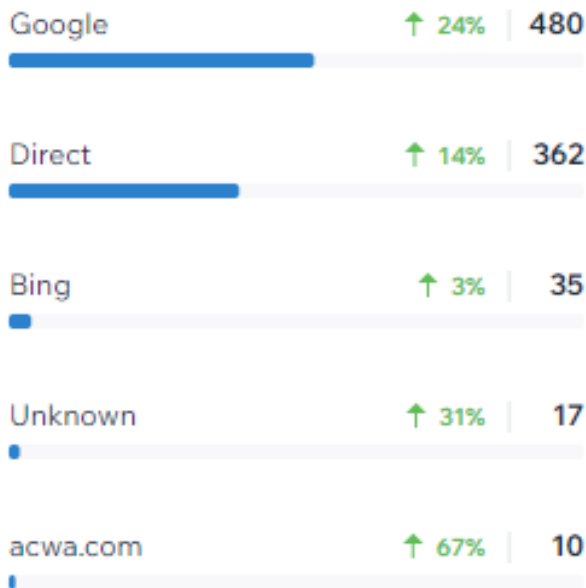 Google ↑ 24% 480
Direct ↑ 14% 362
Bing ↑ 3% 35
Unknown ↑ 31% 17
acwa.com ↑ 67% 10